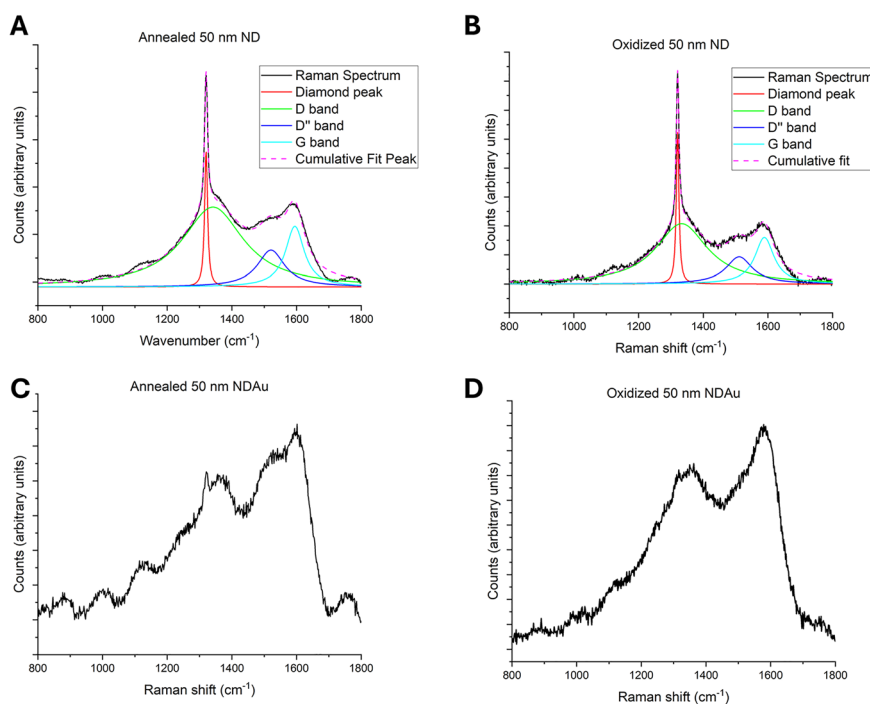 A
Annealed 50 nm ND
Counts (arbitrary units)
Raman Spectrum
Diamond peak
D band
D" band
G band
Cumulative Fit Peak
800 1000 1200 1400 1600 1800
Wavenumber (cm-1)
B
Oxidized 50 nm ND
Counts (arbitrary units)
Raman Spectrum
Diamond peak
D band
D" band
G band
Cumulative fit
800 1000 1200 1400 1600 1800
Raman shift (cm-1)
C
Annealed 50 nm NDAu
Counts (arbitrary units)
800 1000 1200 1400 1600 1800
Raman shift (cm-1)
D
Oxidized 50 nm NDAu
Counts (arbitrary units)
800 1000 1200 1400 1600 1800
Raman shift (cm-1)